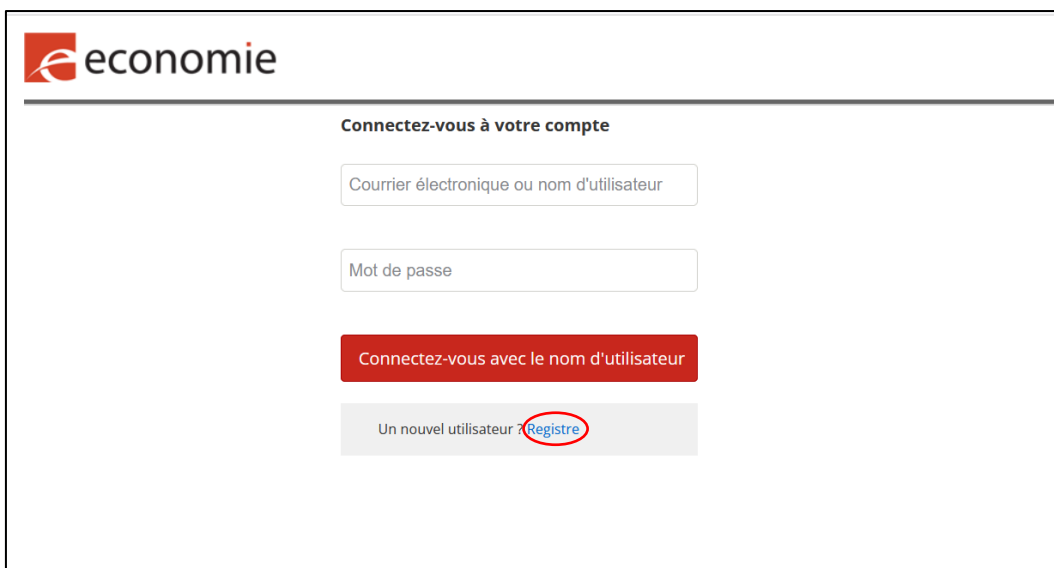 economie
Connectez-vous à votre compte
Courrier électronique ou nom d'utilisateur
Mot de passe
Connectez-vous avec le nom d'utilisateur
Un nouvel utilisateur ? Registre